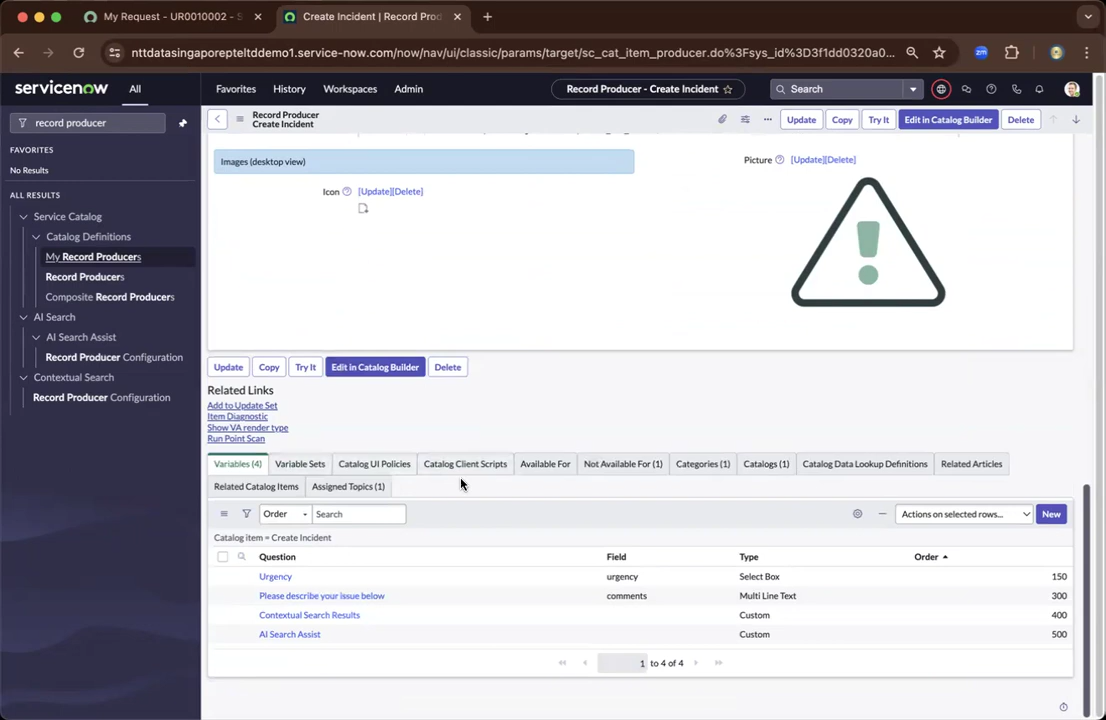 My Request - UR0010002 - S
Create Incident | Record Prod
nttdatasingaporepteltddemo1.service-now.com/now/nav/ui/classic/params/target/sc_cat_item_producer.do%3Fsys_id%3D3f1dd0320a0...
servicenow
All
Favorites
History
Workspaces
Admin
Record Producer - Create Incident
Search
record producer
FAVORITES
No Results
ALL RESULTS
Service Catalog
Catalog Definitions
My Record Producers
Record Producers
Composite Record Producers
AI Search
AI Search Assist
Record Producer Configuration
Contextual Search
Record Producer Configuration
Record Producer
Create Incident
Update
Copy
Try It
Edit in Catalog Builder
Delete
Images (desktop view)
Icon
[Update][Delete]
Picture
[Update][Delete]
Update
Copy
Try It
Edit in Catalog Builder
Delete
Related Links
Add to Update Set
Item Diagnostic
Show VA render type
Run Point Scan
Variables (4)
Variable Sets
Catalog UI Policies
Catalog Client Scripts
Available For
Not Available For (1)
Categories (1)
Catalogs (1)
Catalog Data Lookup Definitions
Related Articles
Related Catalog Items
Assigned Topics (1)
Order
Search
Actions on selected rows...
New
Catalog item = Create Incident
Question Field Type Order
Urgency urgency Select Box 150
Please describe your issue below comments Multi Line Text 300
Contextual Search Results Custom 400
AI Search Assist Custom 500
1 to 4 of 4